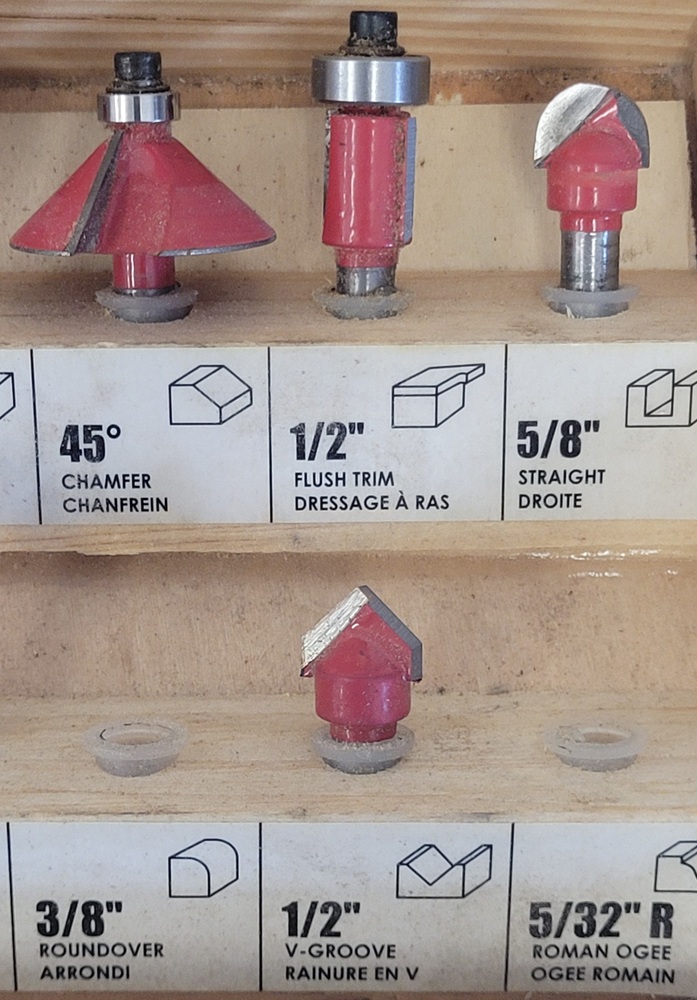 45°
CHAMFER
CHANFREIN
1/2"
FLUSH TRIM
DRESSAGE À RAS
5/8"
STRAIGHT
DROITE
3/8"
ROUNDOVER
ARRONDI
1/2"
V-GROOVE
RAINURE EN V
5/32" R
ROMAN OGEE
OGEE ROMAIN